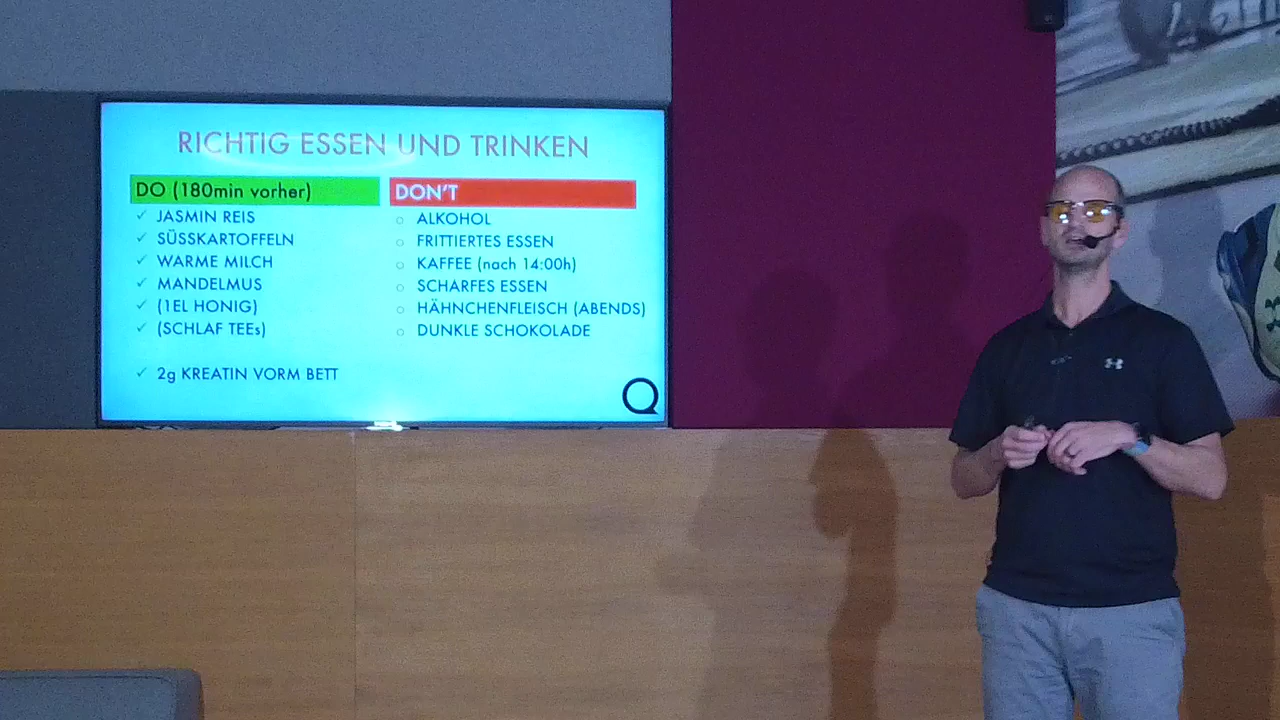 RICHTIG ESSEN UND TRINKEN
DO (180min vorher)
JASMIN REIS
SÜSSKARTOFFELN
WARME MILCH
MANDELMUS
(1EL HONIG)
(SCHLAF TEEs)
2g KREATIN VORM BETT
DON'T
ALKOHOL
FRITTIERTES ESSEN
KAFFEE (nach 14:00h)
SCHARFES ESSEN
HÄHNCHENFLEISCH (ABENDS)
DUNKLE SCHOKOLADE